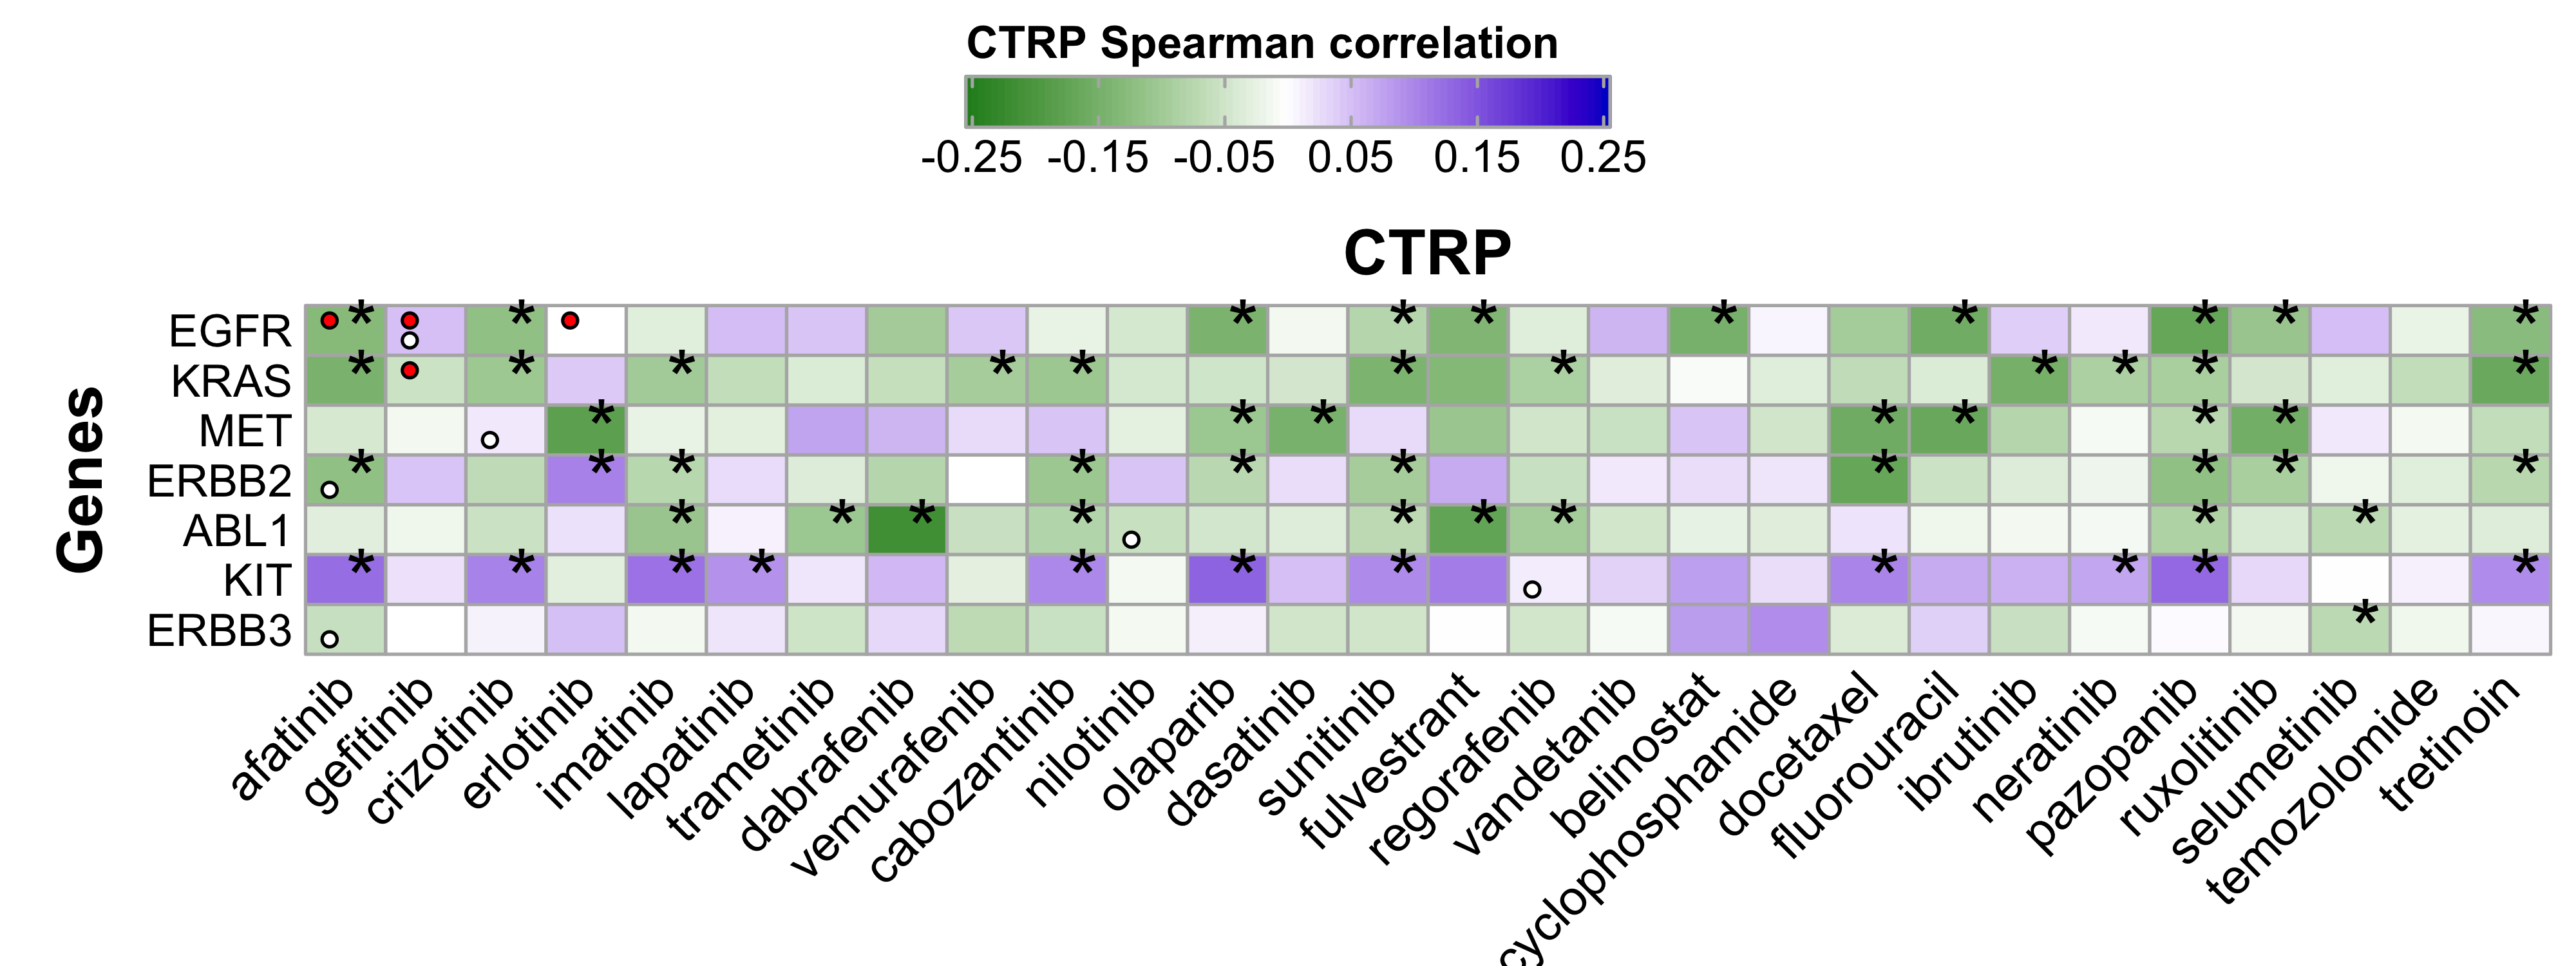 CTRP Spearman correlation
-0.25 -0.15 -0.05 0.05 0.15 0.25
CTRP
Genes
EGFR
KRAS
MET
ERBB2
ABL1
KIT
ERBB3
afatinib
gefitinib
crizotinib
erlotinib
imatinib
lapatinib
trametinib
dabrafenib
vemurafenib
cabozantinib
nilotinib
olaparib
dasatinib
sunitinib
fulvestrant
regorafenib
vandetanib
belinostat
cyclophosphamide
docetaxel
fluorouracil
ibrutinib
neratinib
pazopanib
ruxolitinib
selumetinib
temozolomide
tretinoin